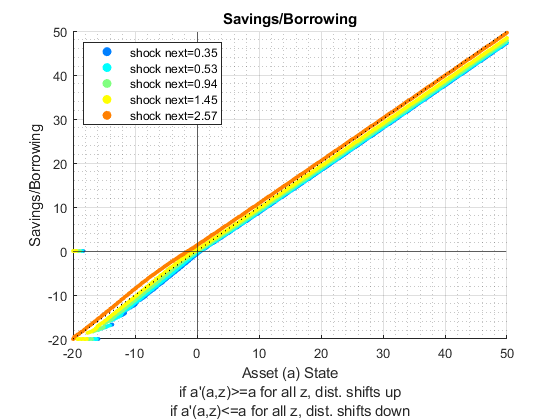 Savings/Borrowing
50
40
30
20
10
0
-10
-20
Savings/Borrowing
shock next=0.35
shock next=0.53
shock next=0.94
shock next=1.45
shock next=2.57
-20 -10 0 10 20 30 40 50
Asset (a) State
if a'(a,z)>=a for all z, dist. shifts up
if a'(a,z)<=a for all z, dist. shifts down